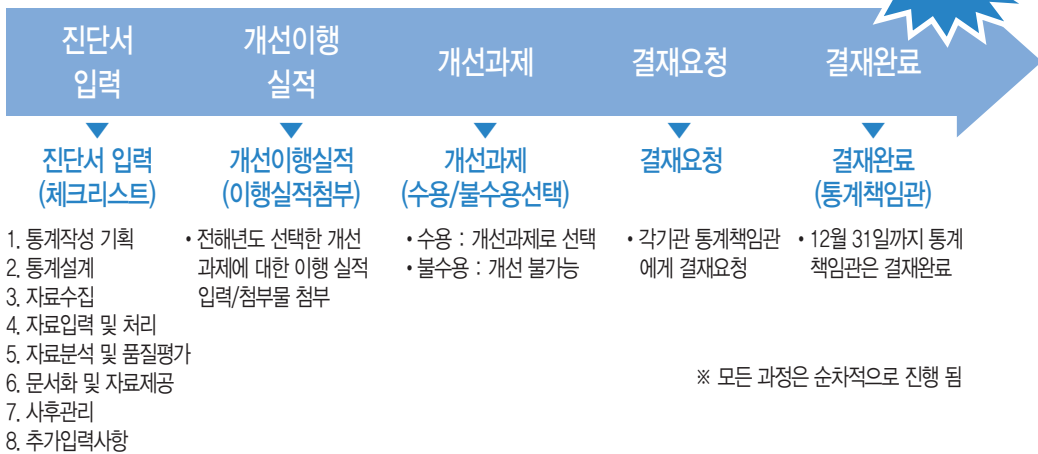 진단서
입력
개선이행
실적
개선과제
결재요청
결재완료
진단서 입력
(체크리스트)
개선이행실적
(이행실적첨부)
개선과제
(수용/불수용선택)
결재요청
결재완료
(통계책임관)
1. 통계작성 기획
2. 통계설계
3. 자료수집
4. 자료입력 및 처리
5. 자료분석 및 품질평가
6. 문서화 및 자료제공
7. 사후관리
8. 추가입력사항
• 전해년도 선택한 개선
과제에 대한 이행 실적
입력/첨부물 첨부
• 수용 : 개선과제로 선택
• 불수용 : 개선 불가능
• 각기관 통계책임관
에게 결재요청
• 12월 31일까지 통계
책임관은 결재완료
※ 모든 과정은 순차적으로 진행 됨